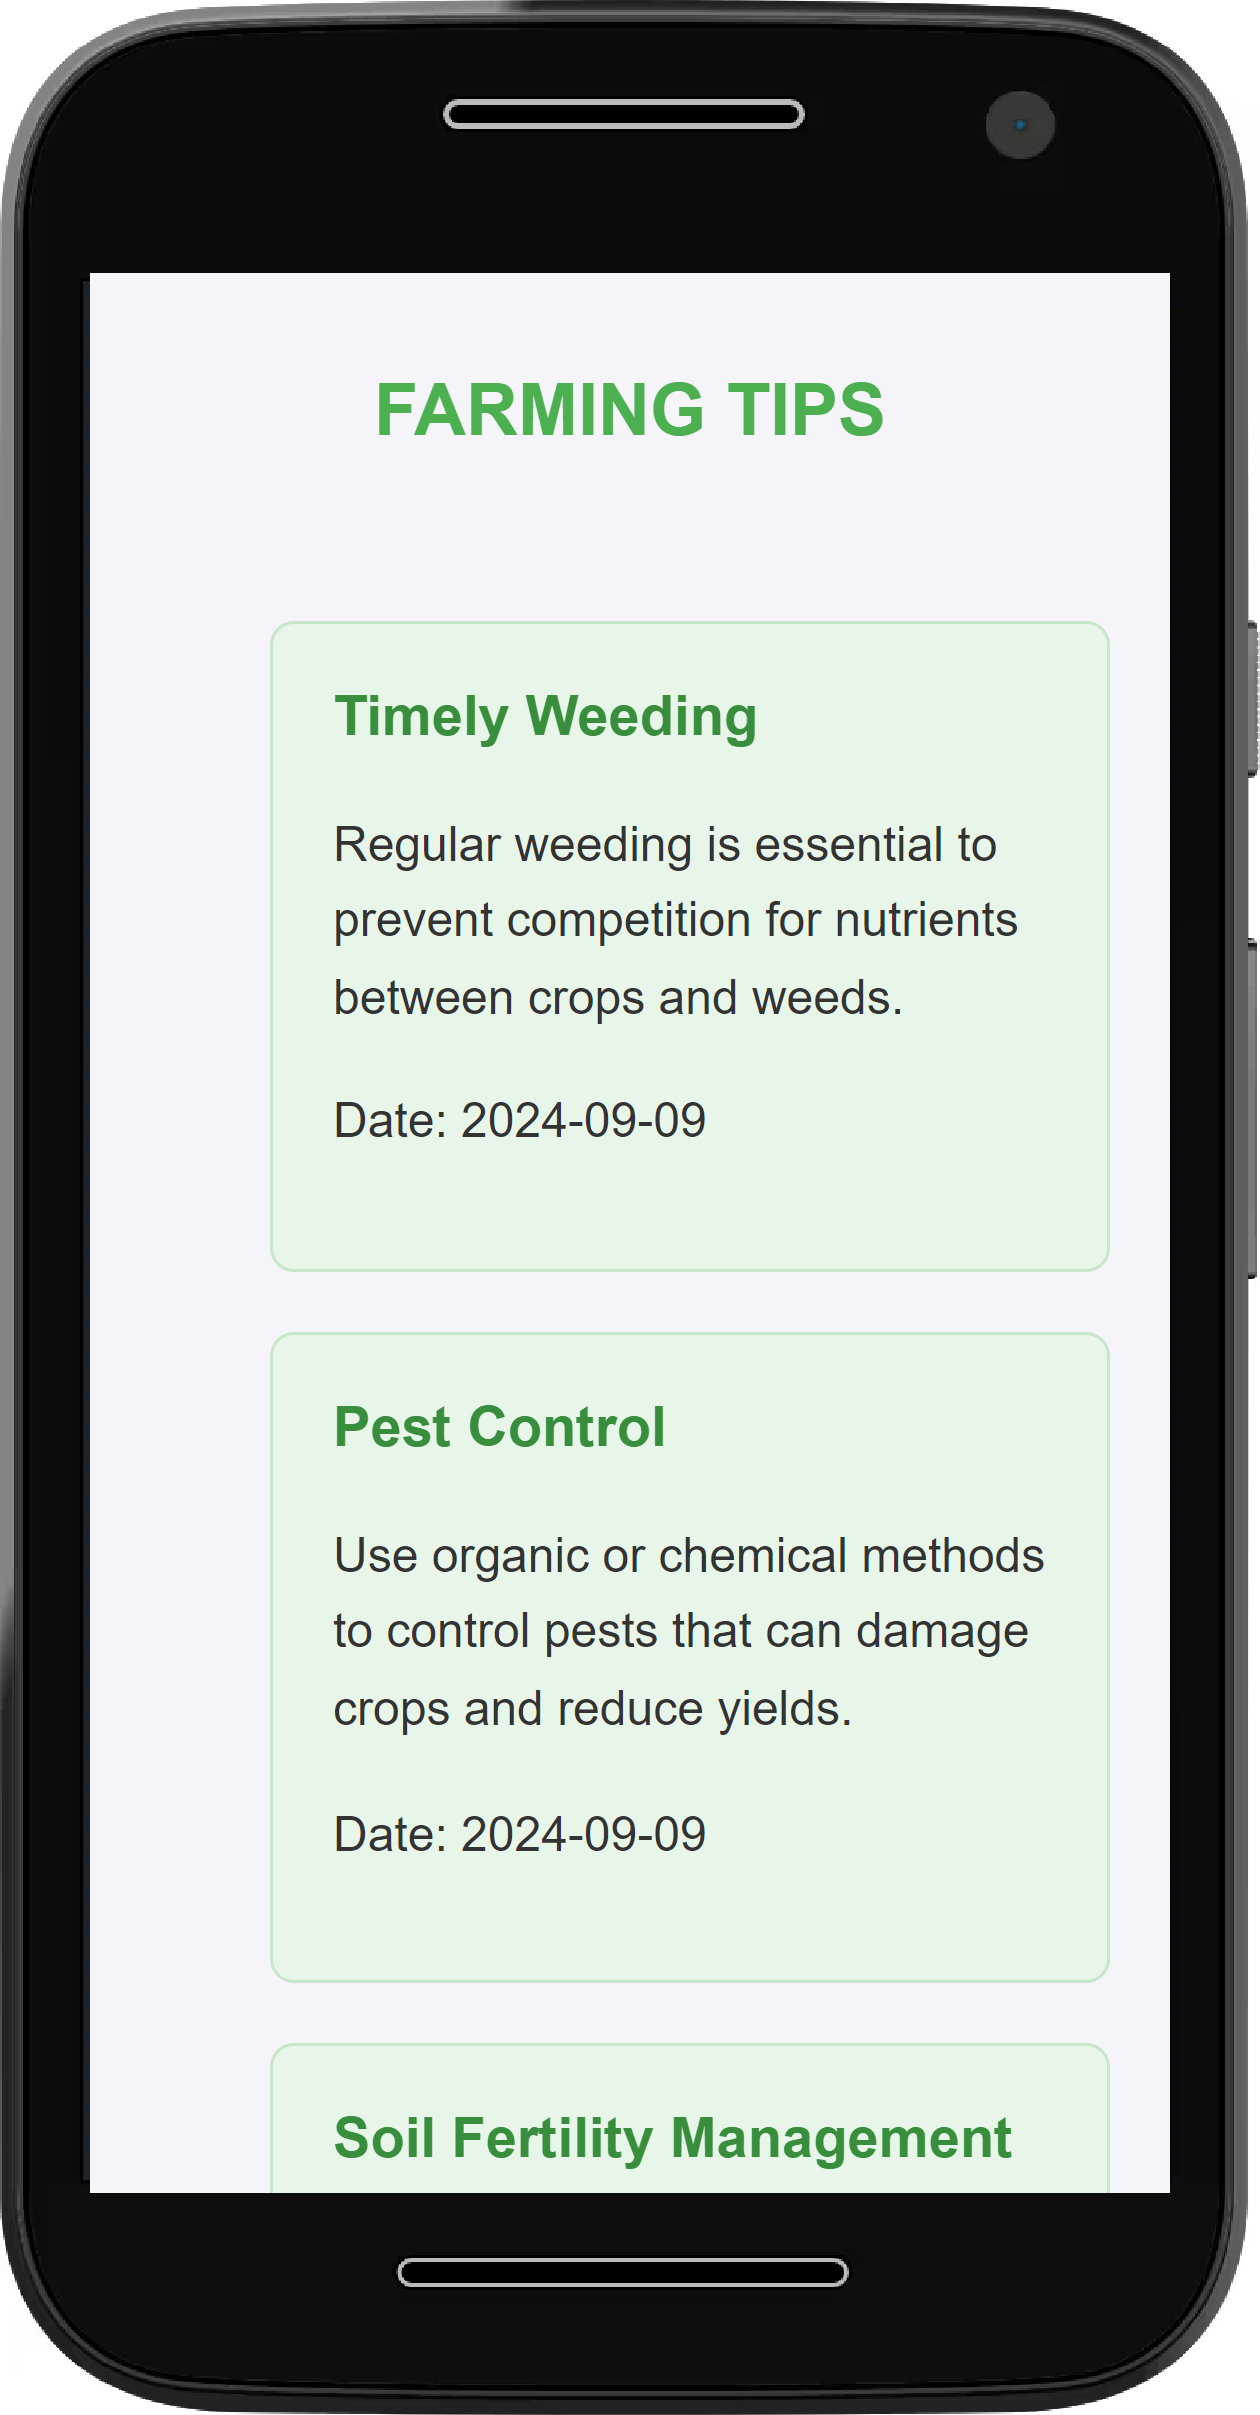 FARMING TIPS
Timely Weeding
Regular weeding is essential to
prevent competition for nutrients
between crops and weeds.
Date: 2024-09-09
Pest Control
Use organic or chemical methods
to control pests that can damage
crops and reduce yields.
Date: 2024-09-09
Soil Fertility Management